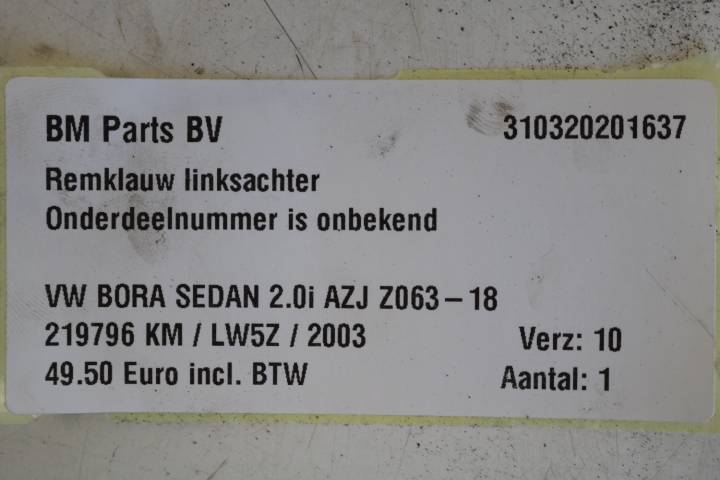 BM Parts BV 310320201637
Remklauw linksachter
Onderdeelnummer is onbekend
VW BORA SEDAN 2.0i AZJ Z063-18
219796 KM / LW5Z / 2003 Verz: 10
49.50 Euro incl. BTW Aantal: 1